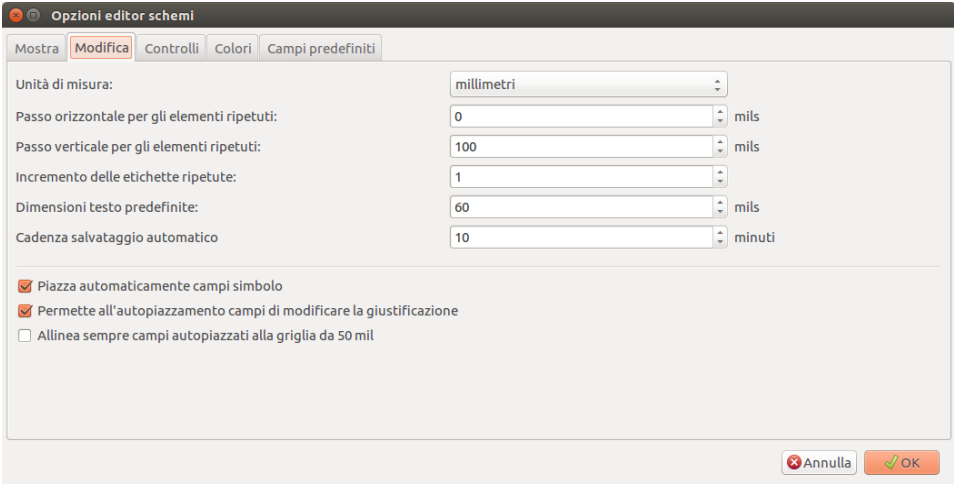 Opzioni editor schemi
Mostra Modifica Controlli Colori Campi predefiniti
Unità di misura: millimetri
Passo orizzontale per gli elementi ripetuti: 0 mils
Passo verticale per gli elementi ripetuti: 100 mils
Incremento delle etichette ripetute: 1
Dimensioni testo predefinite: 60 mils
Cadenza salvataggio automatico 10 minuti
Piazza automaticamente campi simbolo
Permette all'autopiazzamento campi di modificare la giustificazione
Allinea sempre campi autopiazzati alla griglia da 50 mil
Annulla OK